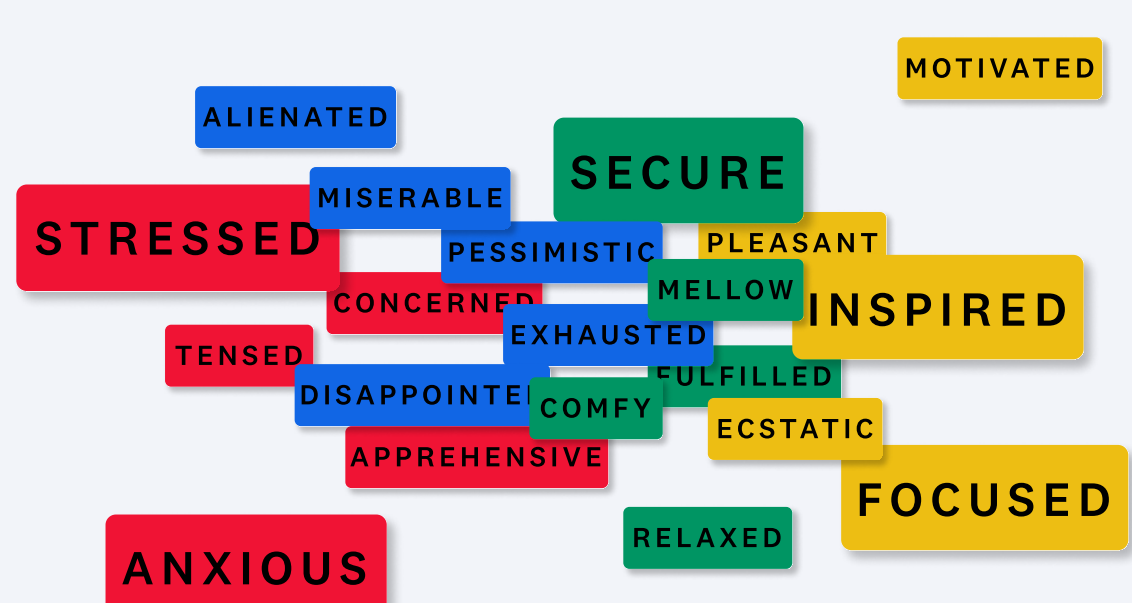 MOTIVATED
ALIENATED
SECURE
MISERABLE
STRESSED
PLEASANT
PESSIMISTIC
MELLOW
CONCERNED
INSPIRED
EXHAUSTED
TENSED
FULFILLED
DISAPPOINTED
COMFY
ECSTATIC
APPREHENSIVE
FOCUSED
RELAXED
ANXIOUS